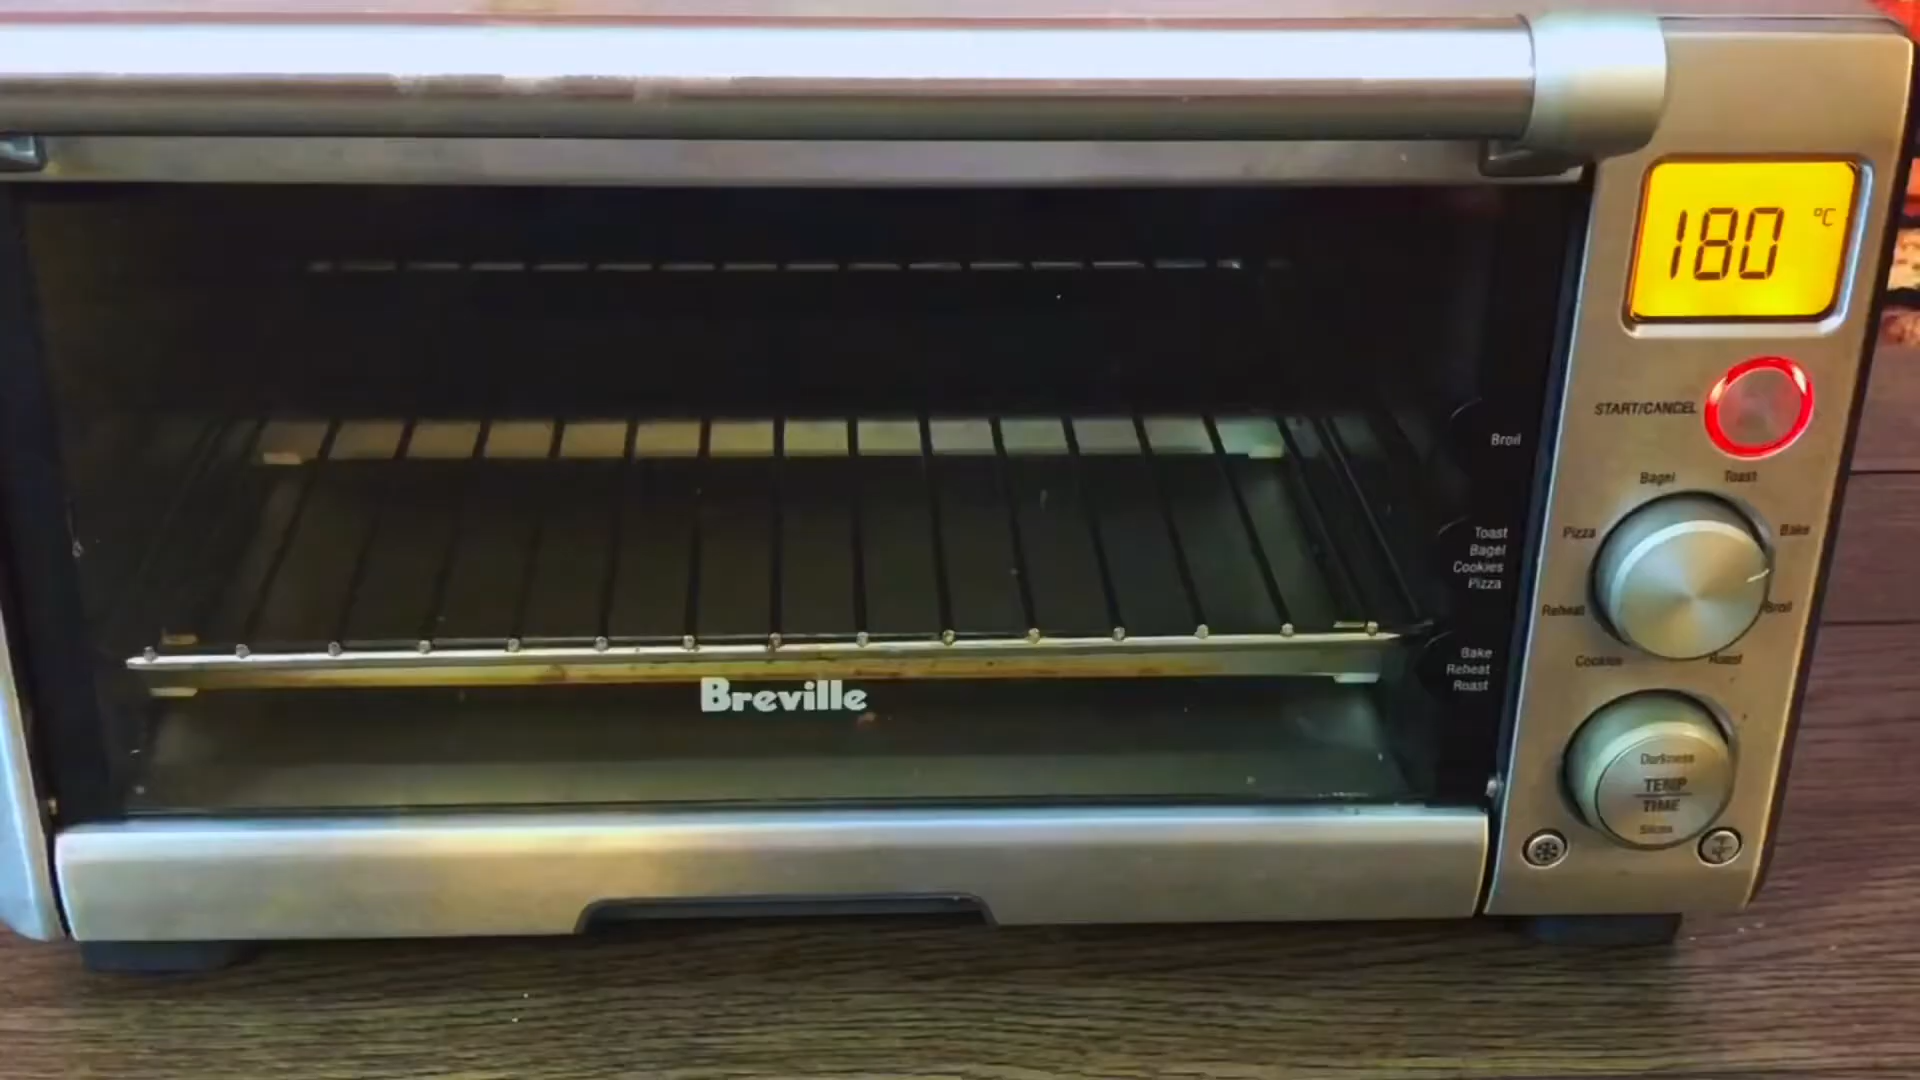 180 °C
START/CANCEL
Broil
Bagel Toast
Pizza Bake
Toast
Bagel
Cookies
Pizza
Reheat Broil
Bake
Reheat
Roast
Cookies Roast
Breville
Darkness
TEMP
TIME
Slices